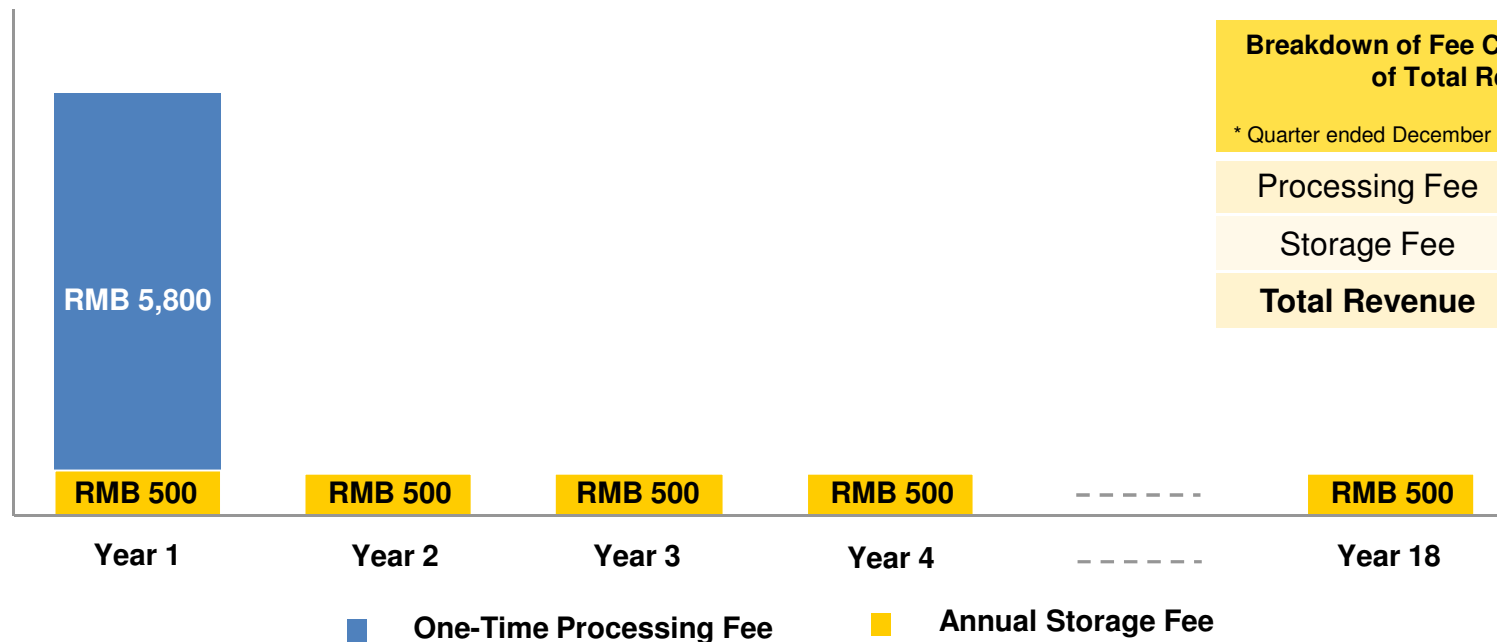 Breakdown of Fee
of Total
* Quarter ended December
Processing Fee
Storage Fee
Total Revenue
RMB 5,800
RMB 500
RMB 500
RMB 500
RMB 500
RMB 500
Year 1
Year 2
Year 3
Year 4
Year 18
One-Time Processing Fee
Annual Storage Fee